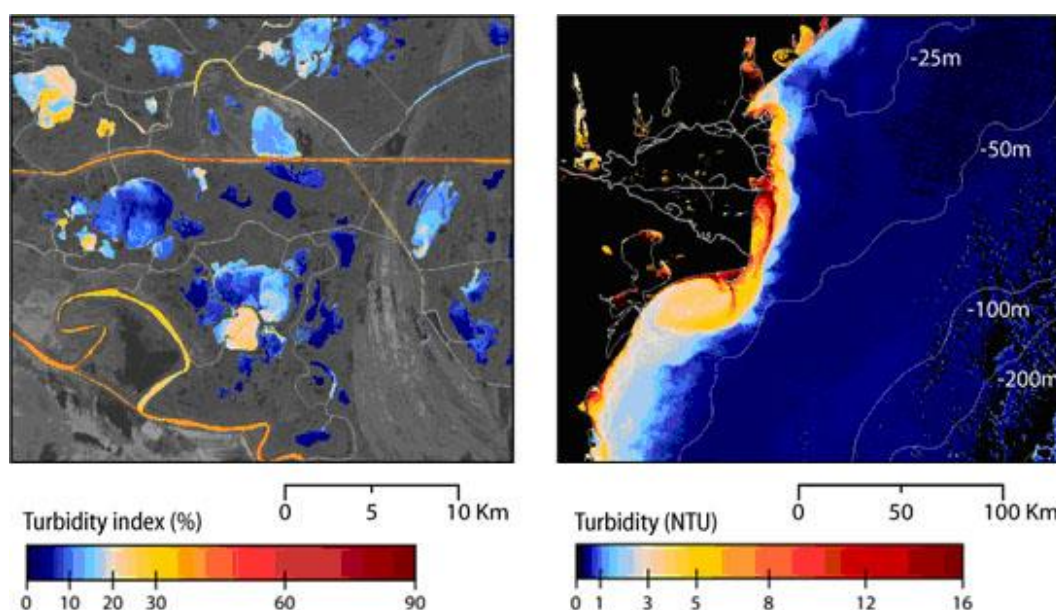 -25m
-50m
-100m
-200m
0 5 10 Km
Turbidity index (%)
0 10 20 30 60 90
0 50 100 Km
Turbidity (NTU)
0 1 3 5 8 12 16